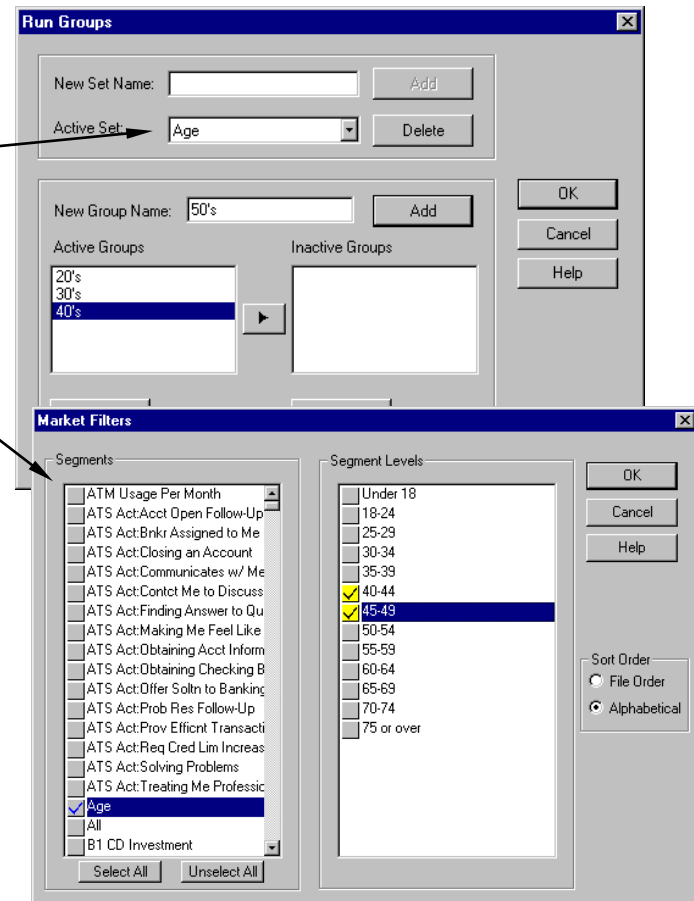 Run Groups
New Set Name:
Add
Active Set:
Age
Delete
New Group Name:
50's
Add
Active Groups
Inactive Groups
20's
30's
40's
OK
Cancel
Help
Market Filters
Segments
ATM Usage Per Month
ATS Act:Acct Open Follow-Up
ATS Act:Bnkr Assigned to Me
ATS Act:Closing an Account
ATS Act:Communicates w/ Me
ATS Act:Contct Me to Discuss
ATS Act:Finding Answer to Qu
ATS Act:Making Me Feel Like
ATS Act:Obtaining Acct Inform
ATS Act:Obtaining Checking B
ATS Act:Offer Soltn to Banking
ATS Act:Prob Res Follow-Up
ATS Act:Prov Efficnt Transacti
ATS Act:Req Cred Lim Increas
ATS Act:Solving Problems
ATS Act:Treating Me Professic
Age
All
B1 CD Investment
Select All
Unselect All
Segment Levels
Under 18
18-24
25-29
30-34
35-39
40-44
45-49
50-54
55-59
60-64
65-69
70-74
75 or over
OK
Cancel
Help
Sort Order
File Order
Alphabetical